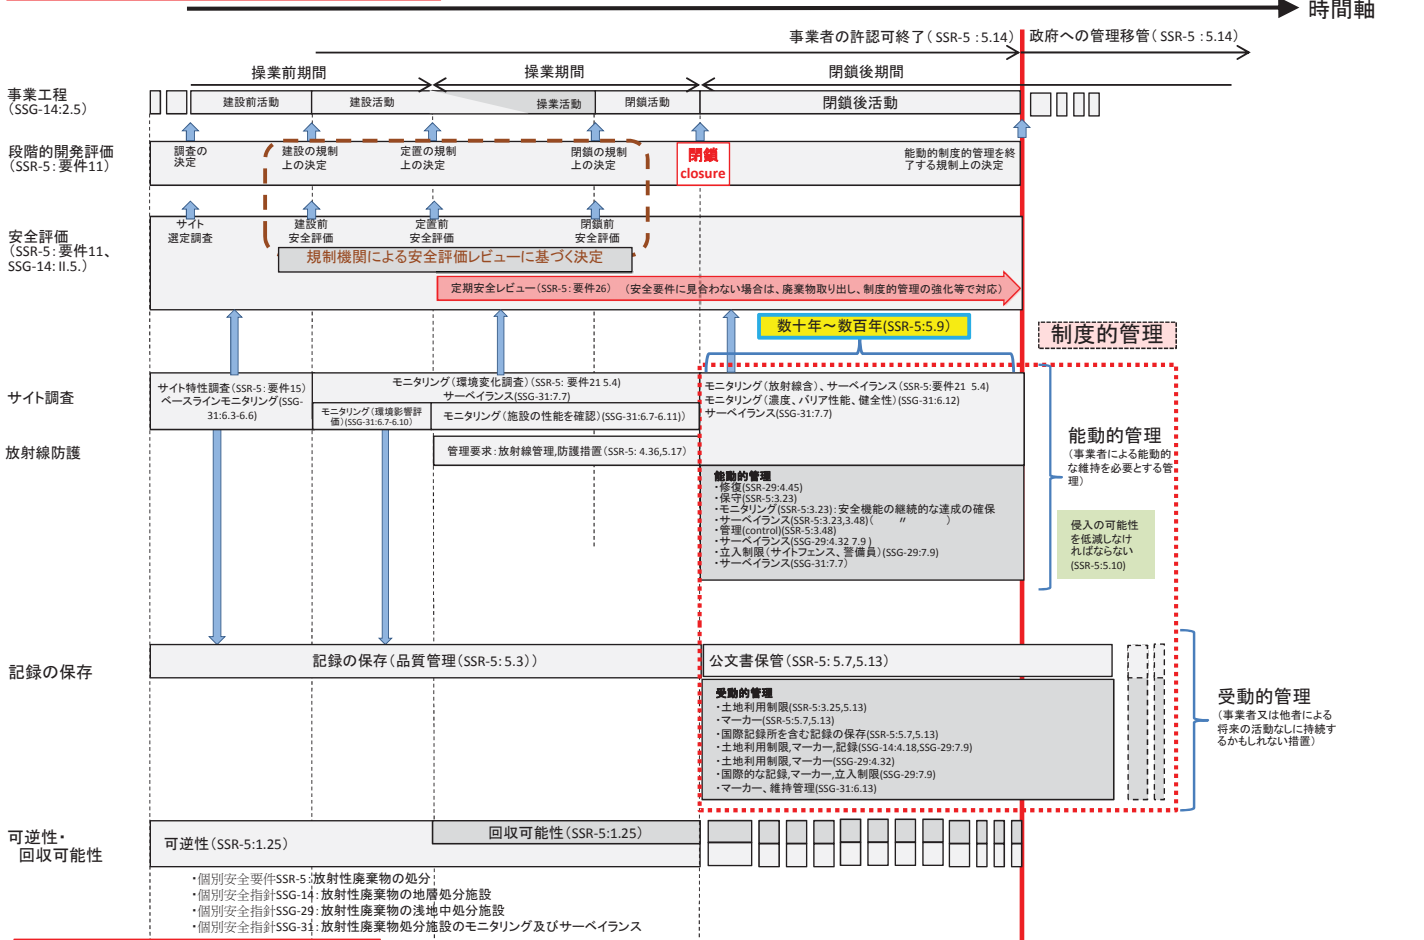 時間軸
事業者の許認可終了（SSR-5：5.14）
政府への管理移管（SSR-5：5.14）
操業前期間
操業期間
閉鎖後期間
事業工程
(SSG-14:2.5)
建設前活動
建設活動
操業活動
閉鎖活動
閉鎖後活動
段階的開発評価
(SSR-5：要件11)
調査の
決定
建設の規制
上の決定
定置の規制
上の決定
閉鎖の規制
上の決定
閉鎖
closure
能動的制度的管理を終
了する規制上の決定
安全評価
(SSR-5：要件11、
SSG-14：II.5.)
サイト
選定調査
建設前
安全評価
定置前
安全評価
閉鎖前
安全評価
規制機関による安全評価レビューに基づく決定
定期安全レビュー(SSR-5：要件26) （安全要件に見合わない場合は、廃棄物取り出し、制度的管理の強化等で対応）
数十年～数百年(SSR-5:5.9)
制度的管理
サイト調査
サイト特性調査(SSR-5：要件15)
ベースラインモニタリング(SSG-
31:6.3-6.6)
モニタリング（環境変化調査）(SSR-5：要件21 5.4)
サーベイランス(SSG-31:7.7)
モニタリング（環境影響評
価）(SSG-31:6.7-6.10)
モニタリング（施設の性能を確認）(SSG-31:6.7-6.11)）
モニタリング（放射線含）、サーベイランス(SSR-5:要件21 5.4)
モニタリング（濃度、バリア性能、健全性）(SSG-31:6.12)
サーベイランス(SSG-31:7.7)
放射線防護
管理要求：放射線管理,防護措置(SSR-5: 4.36,5.17)
能動的管理
・修復(SSR-29:4.45)
・保守(SSR-5:3.23)
・モニタリング(SSR-5:3.23)：安全機能の継続的な達成の確保
・サーベイランス(SSR-5:3.23,3.48)（ 〃 ）
・管理(control)(SSR-5:3.48)
・サーベイランス(SSG-29:4.32 7.9 )
・立入制限（サイトフェンス、警備員）(SSG-29:7.9)
・サーベイランス(SSG-31:7.7)
能動的管理
（事業者による能動的
な維持を必要とする管
理）
侵入の可能性
を低減しなけ
ればならない
(SSR-5:5.10)
記録の保存
記録の保存（品質管理(SSR-5：5.3)）
公文書保管(SSR-5：5.7,5.13)
受動的管理
・土地利用制限(SSR-5:3.25,5.13)
・マーカー(SSR-5:5.7,5.13)
・国際記録所を含む記録の保存(SSR-5:5.7,5.13)
・土地利用制限,マーカー,記録(SSG-14:4.18,SSG-29:7.9)
・土地利用制限,マーカー(SSG-29:4.32)
・国際的な記録,マーカー,立入制限(SSG-29:7.9)
・マーカー、維持管理(SSG-31:6.13)
受動的管理
（事業者又は他者による
将来の活動なしに持続す
るかもしれない措置）
可逆性・
回収可能性
可逆性(SSR-5:1.25)
回収可能性(SSR-5:1.25)
・個別安全要件SSR-5：放射性廃棄物の処分
・個別安全指針SSG-14：放射性廃棄物の地層処分施設
・個別安全指針SSG-29：放射性廃棄物の浅地中処分施設
・個別安全指針SSG-31：放射性廃棄物処分施設のモニタリング及びサーベイランス